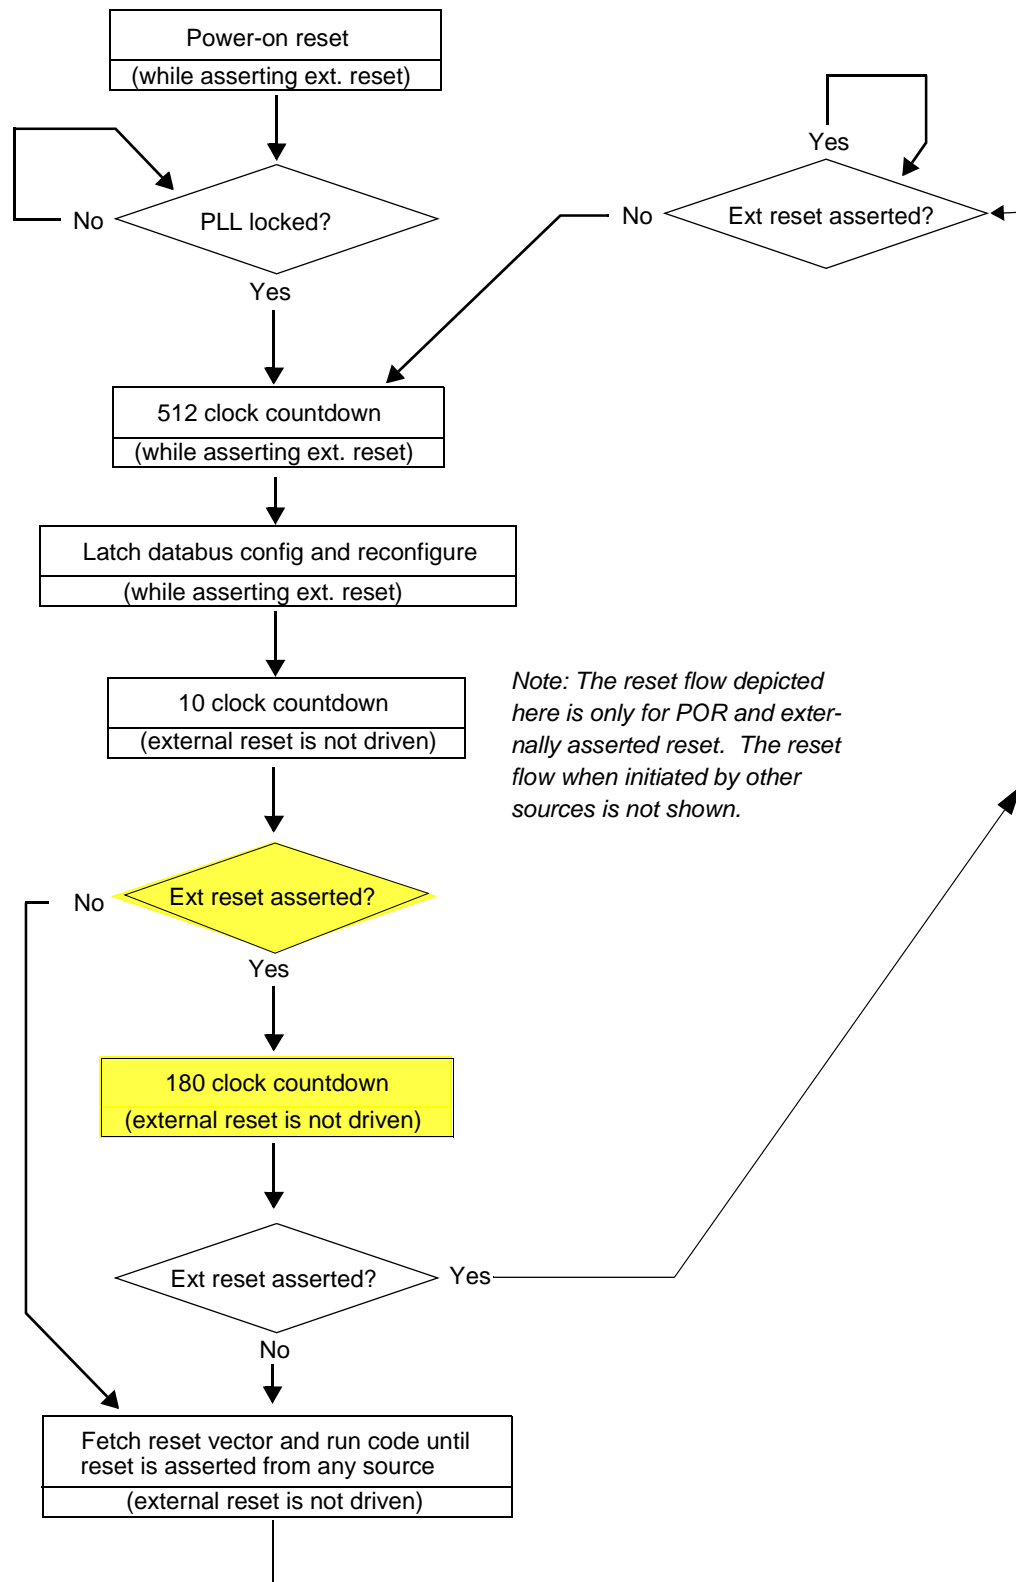 Power-on reset
(while asserting ext. reset)
Yes
No
PLL locked?
No
Ext reset asserted?
Yes
512 clock countdown
(while asserting ext. reset)
Latch databus config and reconfigure
(while asserting ext. reset)
10 clock countdown
(external reset is not driven)
Note: The reset flow depicted
here is only for POR and exter-
nally asserted reset. The reset
flow when initiated by other
sources is not shown.
No
Ext reset asserted?
Yes
180 clock countdown
(external reset is not driven)
Ext reset asserted?
Yes
No
Fetch reset vector and run code until
reset is asserted from any source
(external reset is not driven)